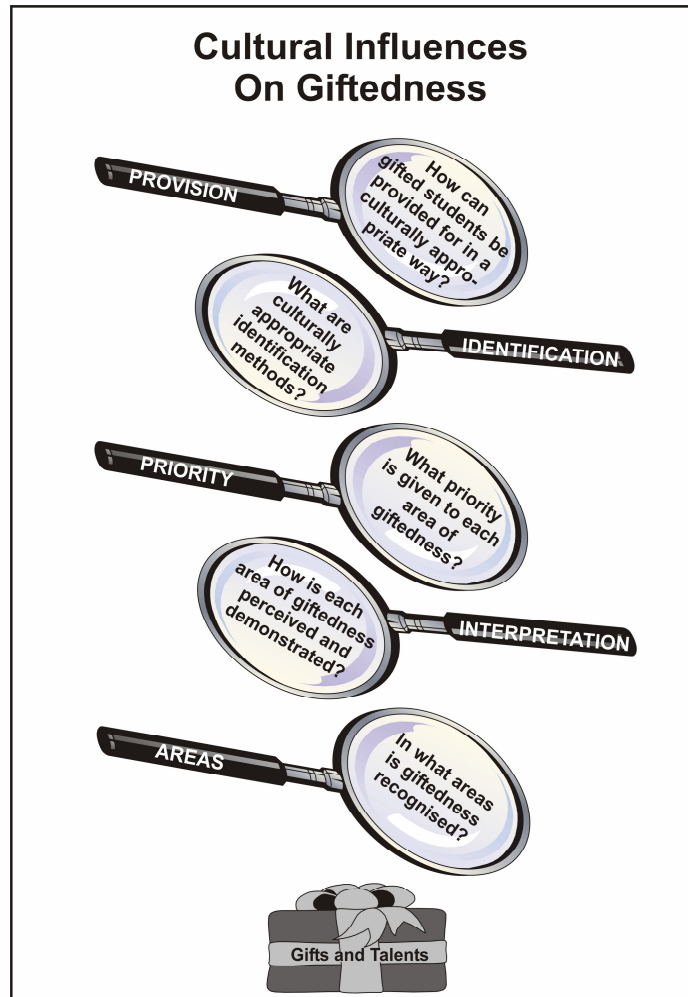 Cultural Influences
On Giftedness
PROVISION
How can
gifted students be
provided for in a
culturally appro-
priate way?
What are
culturally
appropriate
identification
methods?
IDENTIFICATION
PRIORITY
What priority
is given to each
area of
giftedness?
How is each
area of giftedness
perceived and
demonstrated?
INTERPRETATION
AREAS
In what areas
is giftedness
recognised?
Gifts and Talents